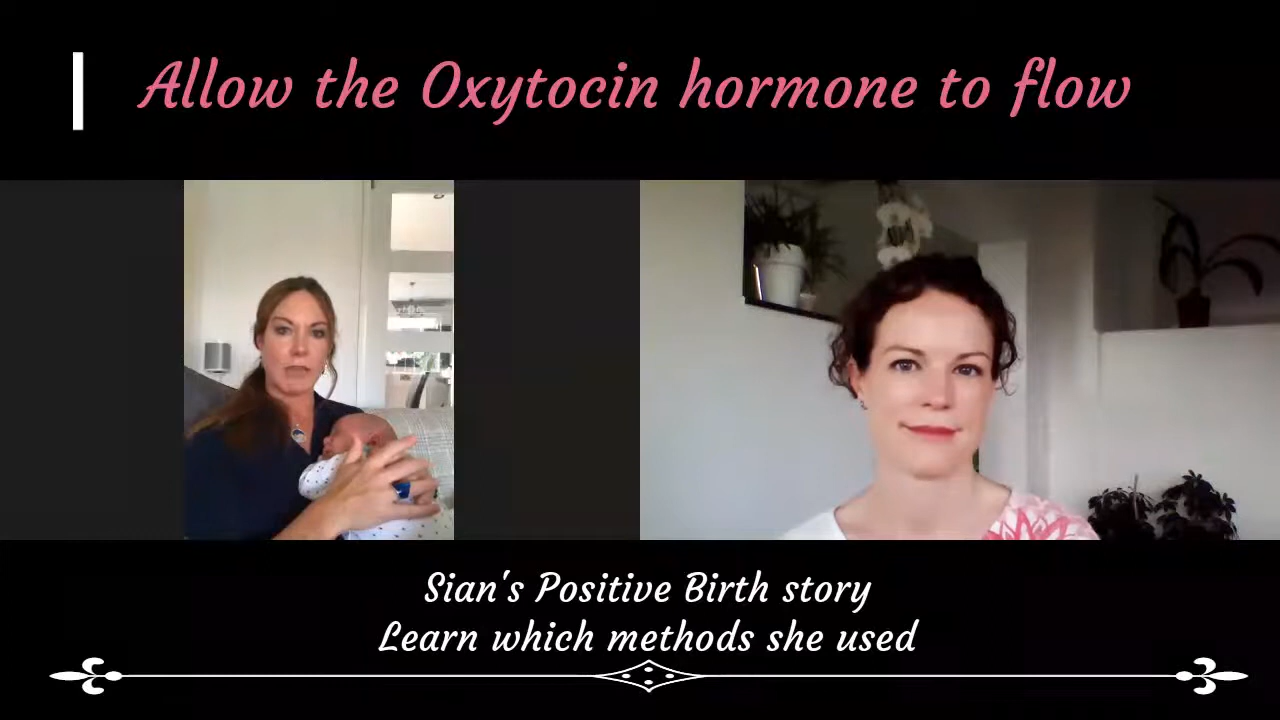 Allow the Oxytocin hormone to flow
Sian's Positive Birth story
Learn which methods she used